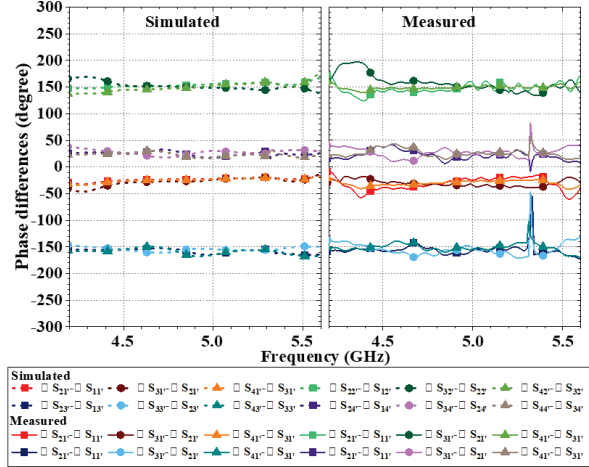 Simulated Measured
300
250
200
150
100
50
0
-50
-100
-150
-200
-250
-300
Phase differences (degree)
4.5 5.0 5.5 4.5 5.0 5.5
Frequency (GHz)
Simulated
□ S21'-□ S11' □ S31'-□ S21' □ S41'-□ S31' □ S22'-□ S12' □ S32'-□ S22' □ S42'-□ S32'
□ S23'-□ S13' □ S33'-□ S23' □ S43'-□ S33' □ S24'-□ S14' □ S34'-□ S24' □ S44'-□ S34'
Measured
□ S21'-□ S11' □ S31'-□ S21' □ S41'-□ S31' □ S21'-□ S11' □ S31'-□ S21' □ S41'-□ S31'
□ S21'-□ S11' □ S31'-□ S21' □ S41'-□ S31' □ S21'-□ S11' □ S31'-□ S21' □ S41'-□ S31'